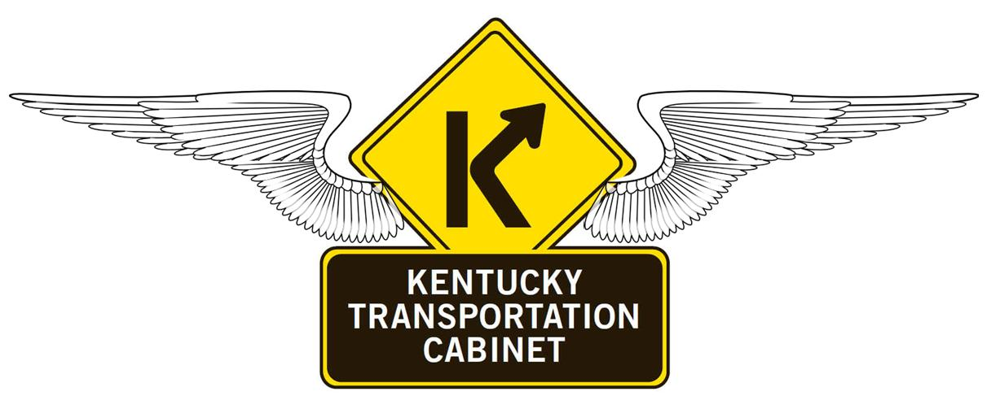 K
KENTUCKY
TRANSPORTATION
CABINET